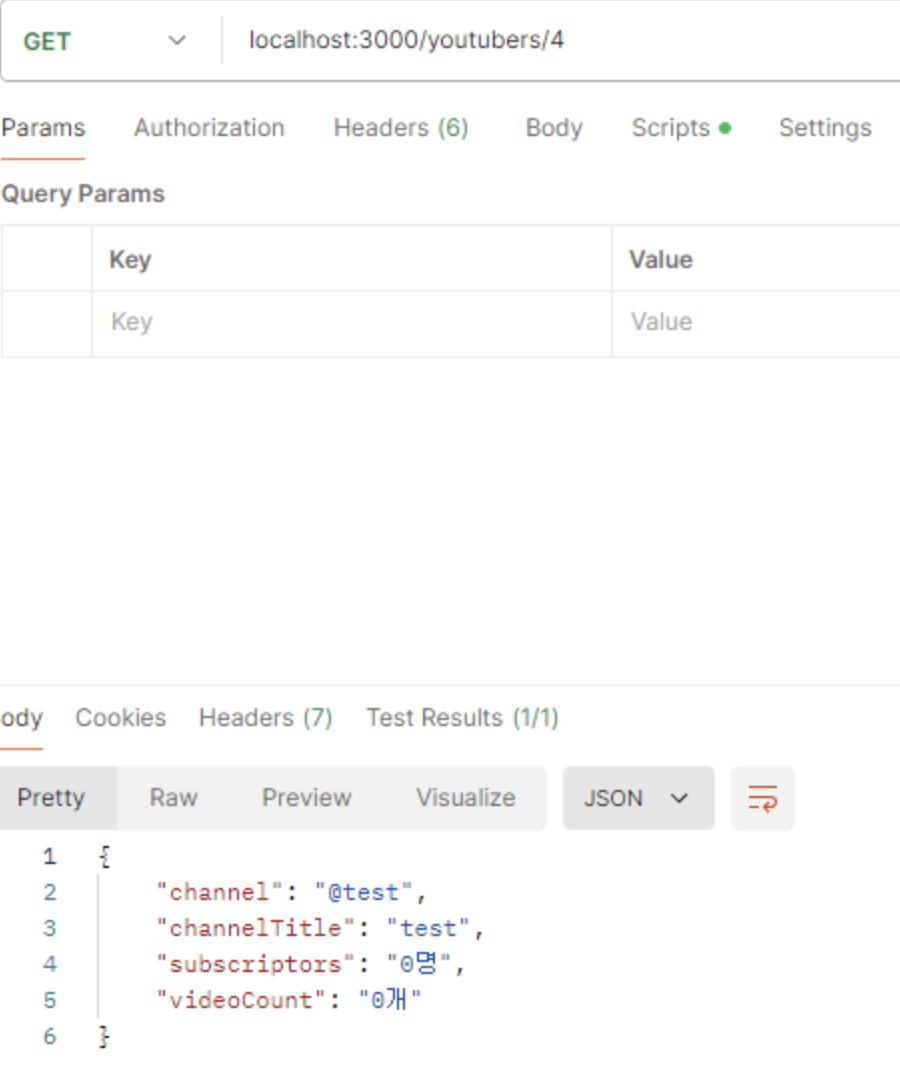 GET localhost:3000/youtubers/4
Params Authorization Headers (6) Body Scripts Settings
Query Params
Key Value
Key Value
ody Cookies Headers (7) Test Results (1/1)
Pretty Raw Preview Visualize JSON
1 {
2 "channel": "@test",
3 "channelTitle": "test",
4 "subscriptors": "0명",
5 "videoCount": "0개"
6 }